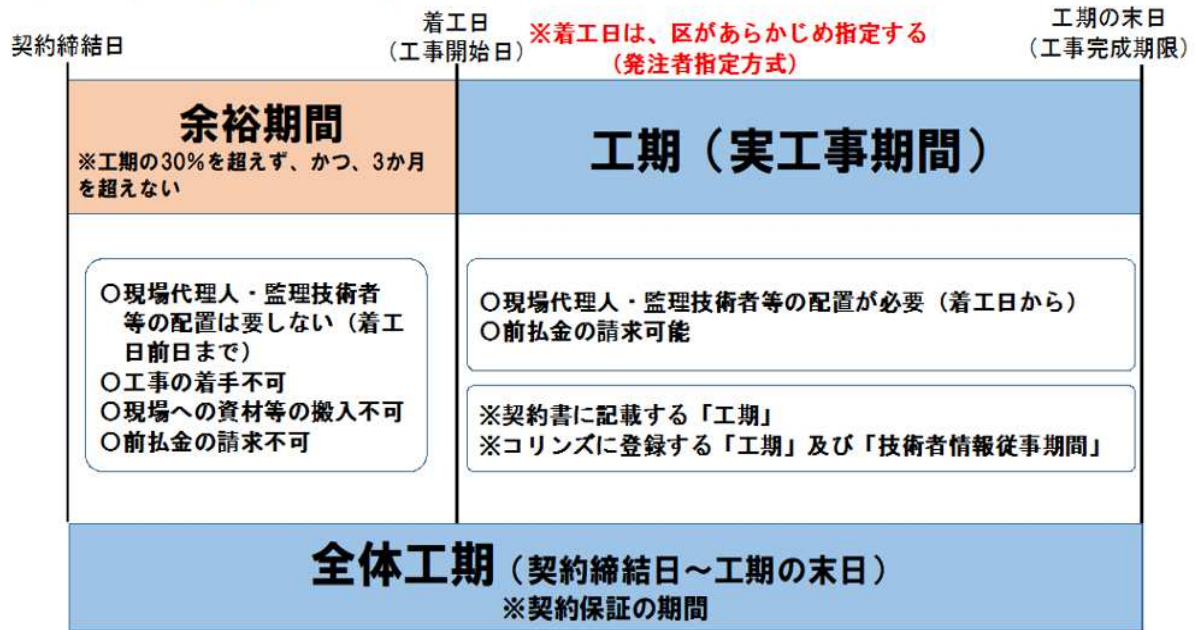 契約締結日
着工日
(工事開始日)
※着工日は、区があらかじめ指定する
(発注者指定方式)
工期の末日
(工事完成期限)
余裕期間
※工期の30％を超えず、かつ、3か月
を超えない
工期（実工事期間）
○現場代理人・監理技術者
等の配置は要しない（着工
日前日まで）
○工事の着手不可
○現場への資材等の搬入不可
○前払金の請求不可
○現場代理人・監理技術者等の配置が必要（着工日から）
○前払金の請求可能
※契約書に記載する「工期」
※コリンズに登録する「工期」及び「技術者情報従事期間」
全体工期（契約締結日～工期の末日）
※契約保証の期間